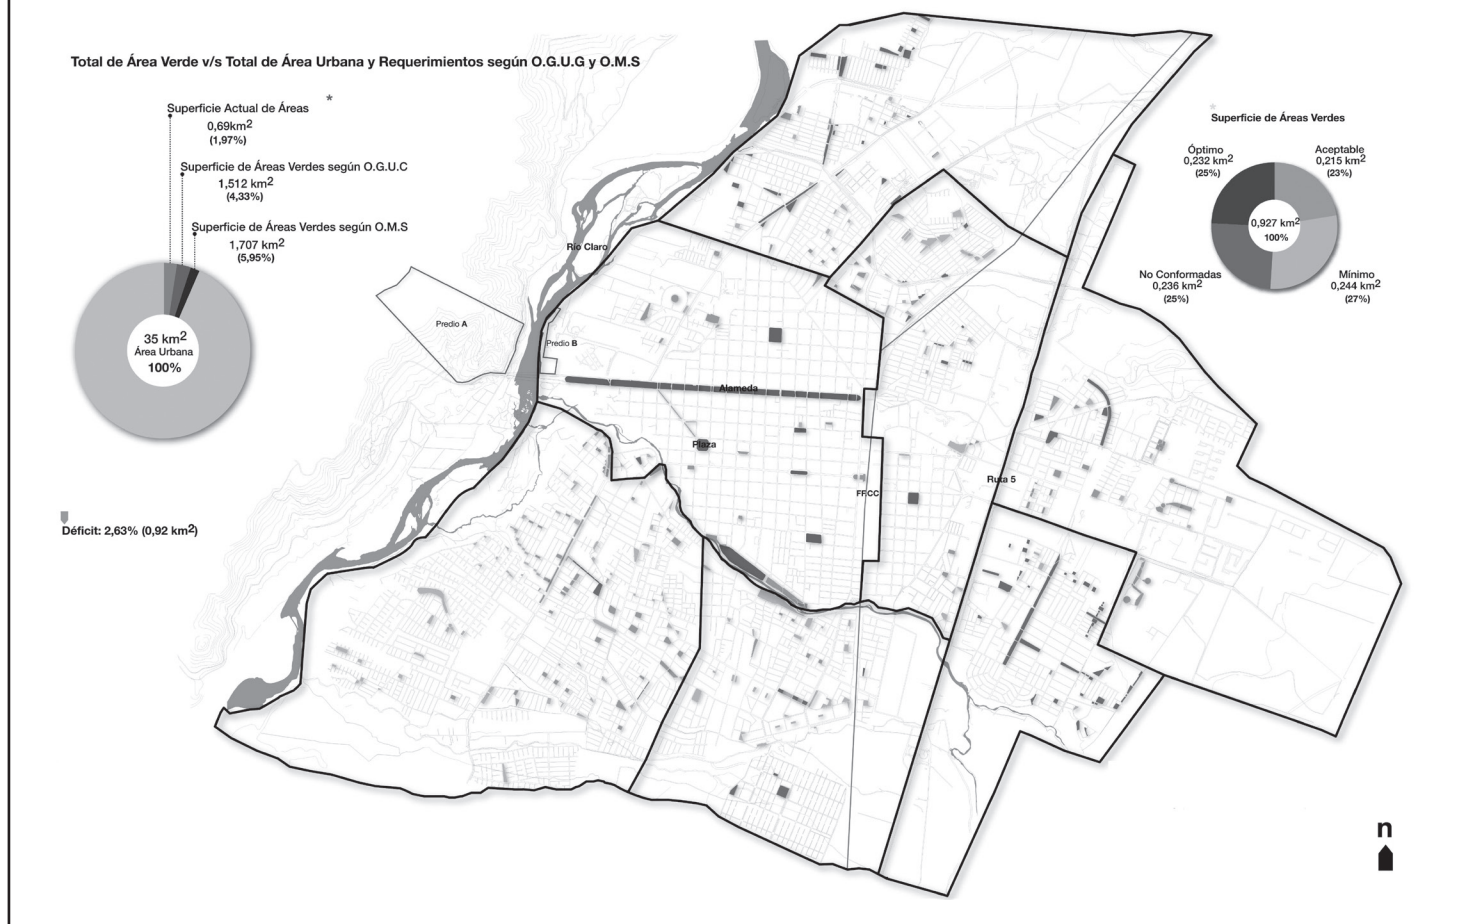 Total de Área Verde v/s Total de Área Urbana y Requerimientos según O.G.U.G y O.M.S
*
Superficie Actual de Áreas
0,69km²
(1,97%)
Superficie de Áreas Verdes según O.G.U.C
1,512 km²
(4,33%)
Superficie de Áreas Verdes según O.M.S
1,707 km²
(5,95%)
35 km²
Área Urbana
100%
Déficit: 2,63% (0,92 km²)
Río Claro
Predio A
Predio B
Alameda
Plaza
FFCC
Ruta 5
*
Superficie de Áreas Verdes
Óptimo
0,232 km²
(25%)
Aceptable
0,215 km²
(23%)
0,927 km²
100%
No Conformadas
0,236 km²
(25%)
Mínimo
0,244 km²
(27%)
n